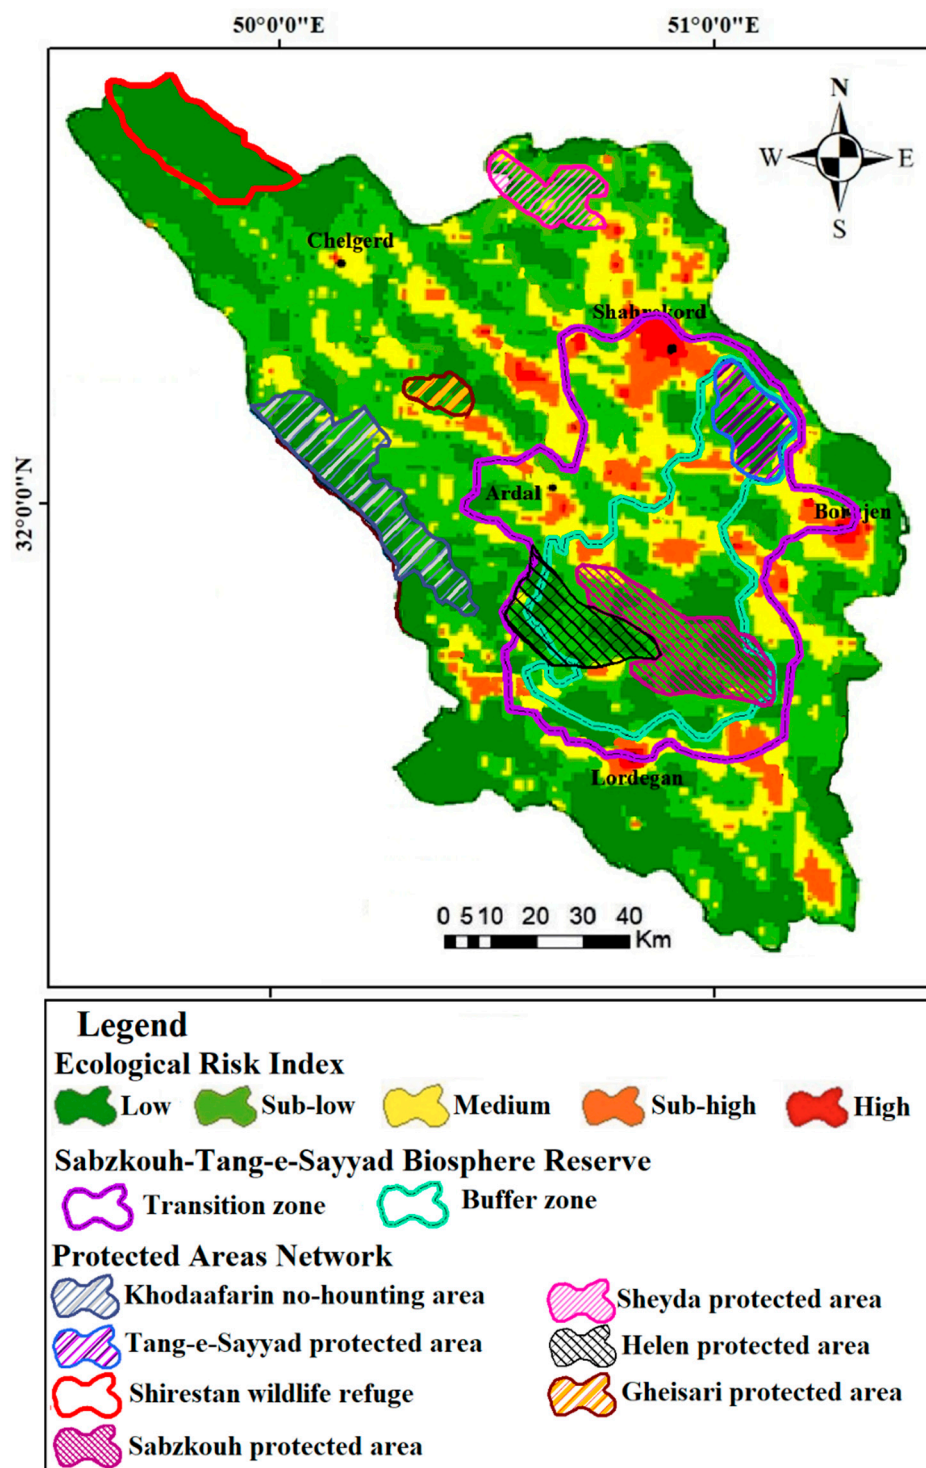 50°0'0"E 51°0'0"E
N
W E
S
Chelgerd
Shahrekord
32°0'0"N
Ardal
Borujen
Lordegan
0 5 10 20 30 40
Km
Legend
Ecological Risk Index
Low Sub-low Medium Sub-high High
Sabzkouh-Tang-e-Sayyad Biosphere Reserve
Transition zone Buffer zone
Protected Areas Network
Khodaafarin no-hounting area Sheyda protected area
Tang-e-Sayyad protected area Helen protected area
Shirestan wildlife refuge Gheisari protected area
Sabzkouh protected area